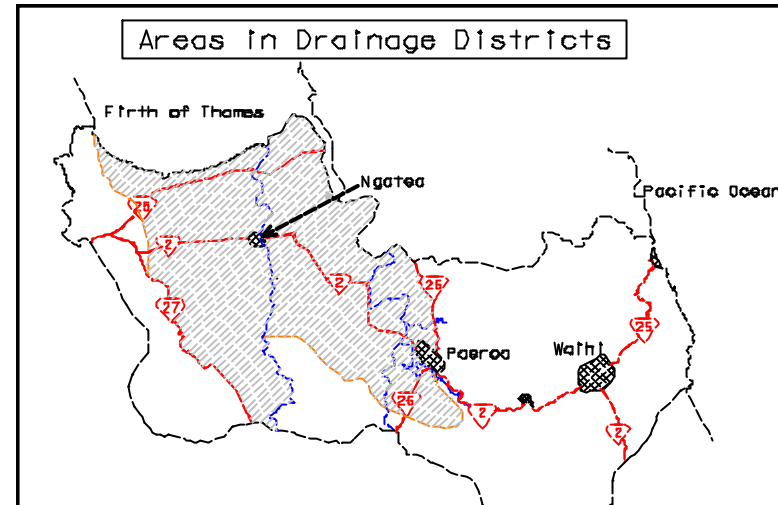 Areas in Drainage Districts
Firth of Thames
Ngatea
Pacific Ocean
25
2
27
2
26
25
Paeroa
Waihi
26
2
2